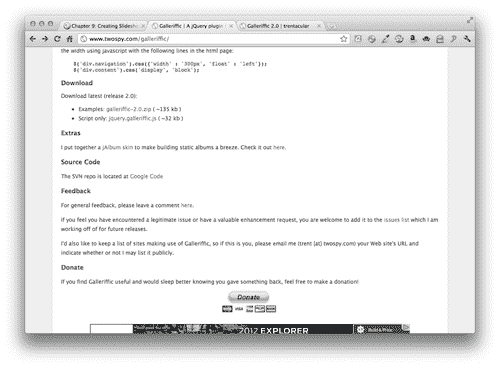 Chapter 9: Creating Slidesho
Galleriffic | A jQuery plugin
Galleriffic 2.0 | trentacular
www.twospy.com/galleriffic/
the width using javascript with the following lines in the html page:
$('div.navigation').css({'width' : '300px', 'float' : 'left'});
$('div.content').css('display', 'block');
Download
Download latest (release 2.0):
Examples: galleriffic-2.0.zip ( ~135 kb )
Script only: jquery.galleriffic.js ( ~32 kb )
Extras
I put together a jAlbum skin to make building static albums a breeze. Check it out here.
Source Code
The SVN repo is located at Google Code
Feedback
For general feedback, please leave a comment here.
If you feel you have encountered a legitimate issue or have a valuable enhancement request, you are welcome to add it to the issues list which I am
working off of for future releases.
I'd also like to keep a list of sites making use of Galleriffic, so if this is you, please email me (trent [at] twospy.com) your Web site's URL and
indicate whether or not I may list it publicly.
Donate
If you find Galleriffic useful and would sleep better knowing you gave something back, feel free to make a donation!
Donate
VISA
2012 EXPLORER
Build & Price